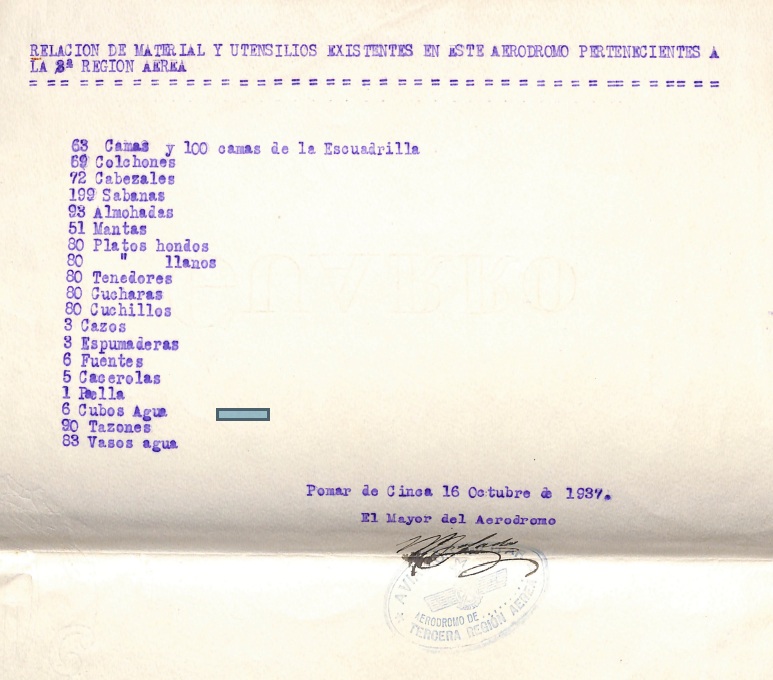 RELACION DE MATERIAL Y UTENSILIOS EXISTENTES EN ESTE AERODROMO PERTENECIENTES A
LA 3ª REGION AEREA
= = = = = = = = = = = = = = = = = = = = = = = = = = = = = = = = = = = = = = = =
63 Camas y 100 camas de la Escuadrilla
69 Colchones
72 Cabezales
199 Sabanas
93 Almohadas
51 Mantas
80 Platos hondos
80 " llanos
80 Tenedores
80 Cucharas
80 Cuchillos
3 Cazos
3 Espumaderas
6 Fuentes
5 Cacerolas
1 Paella
6 Cubos Agua
90 Tazones
83 Vasos agua
Pomar de Cinca 16 Octubre de 1937.
El Mayor del Aerodromo
AERODROMO DE
TERCERA REGIÓN AEREA